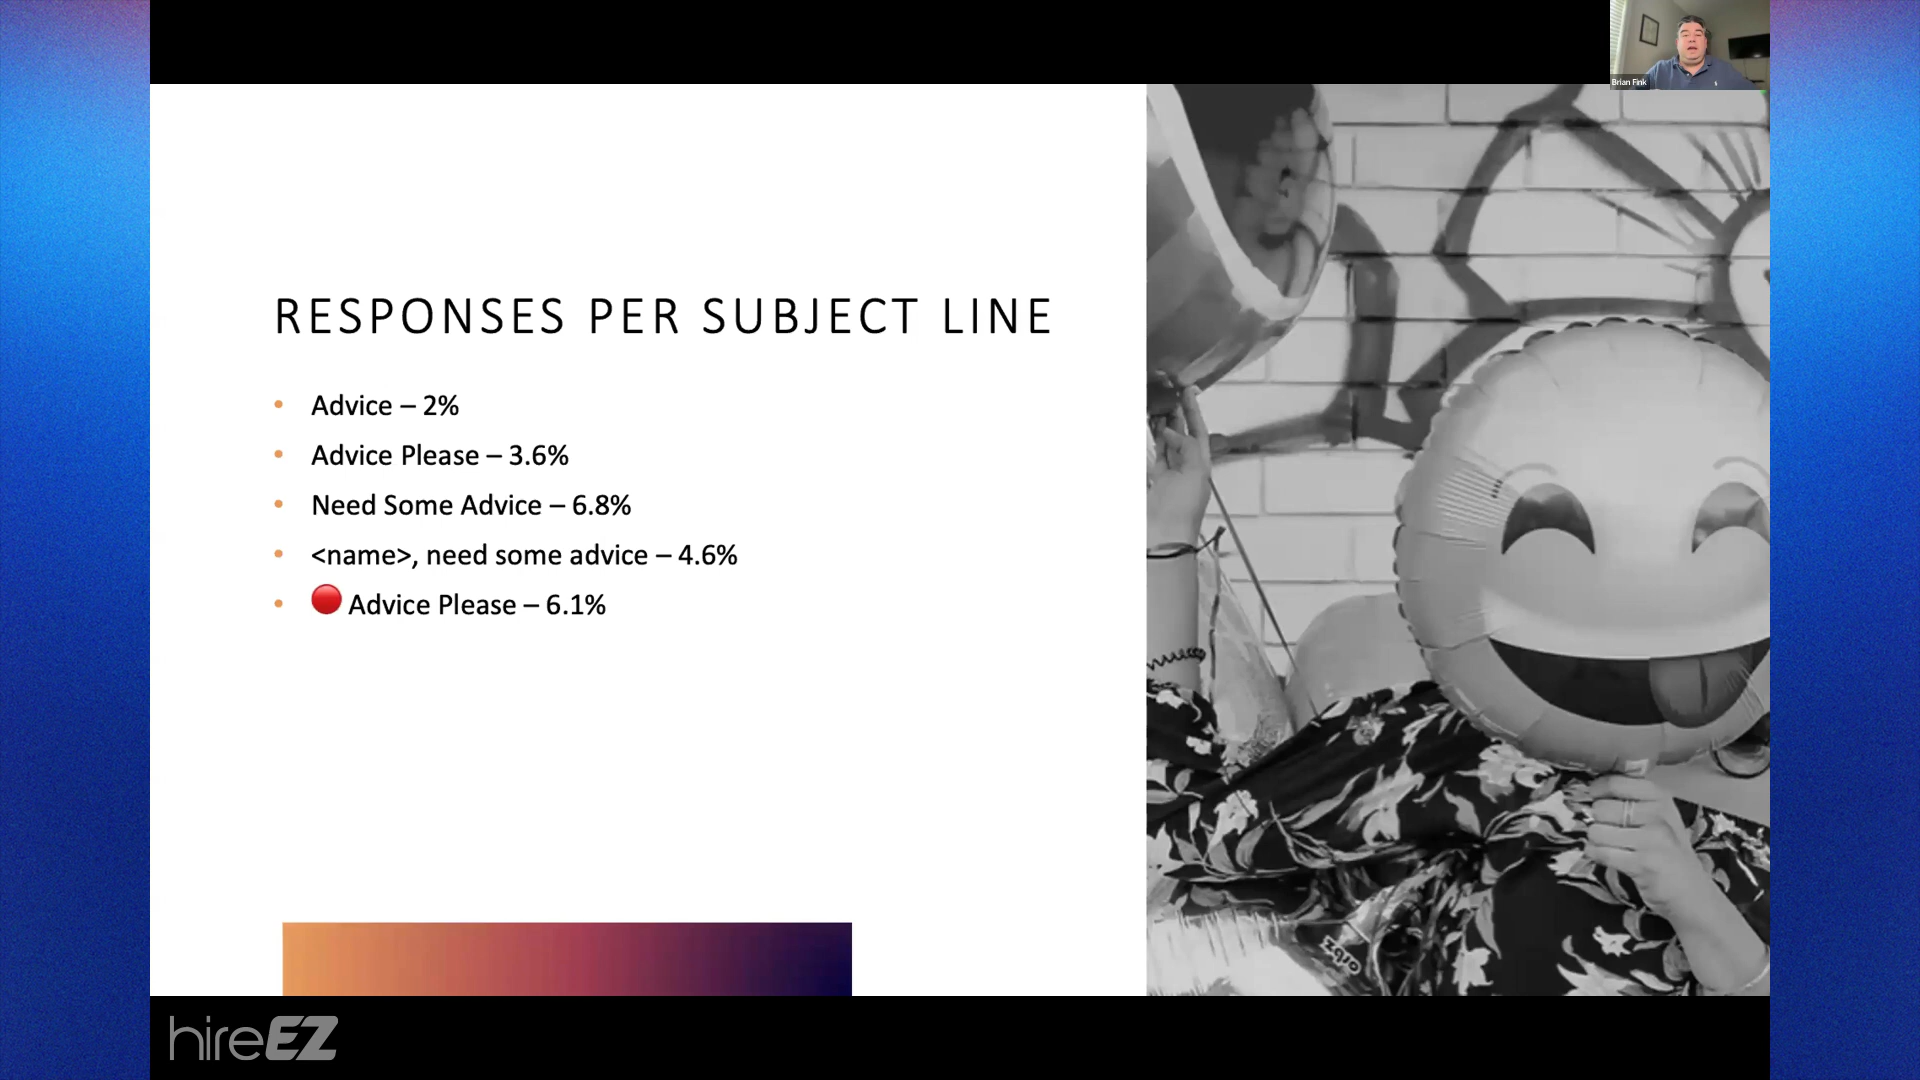 Brian Fink
RESPONSES PER SUBJECT LINE
• Advice – 2%
• Advice Please – 3.6%
• Need Some Advice – 6.8%
• <name>, need some advice – 4.6%
• 🔴 Advice Please – 6.1%
orbz
hireEZ